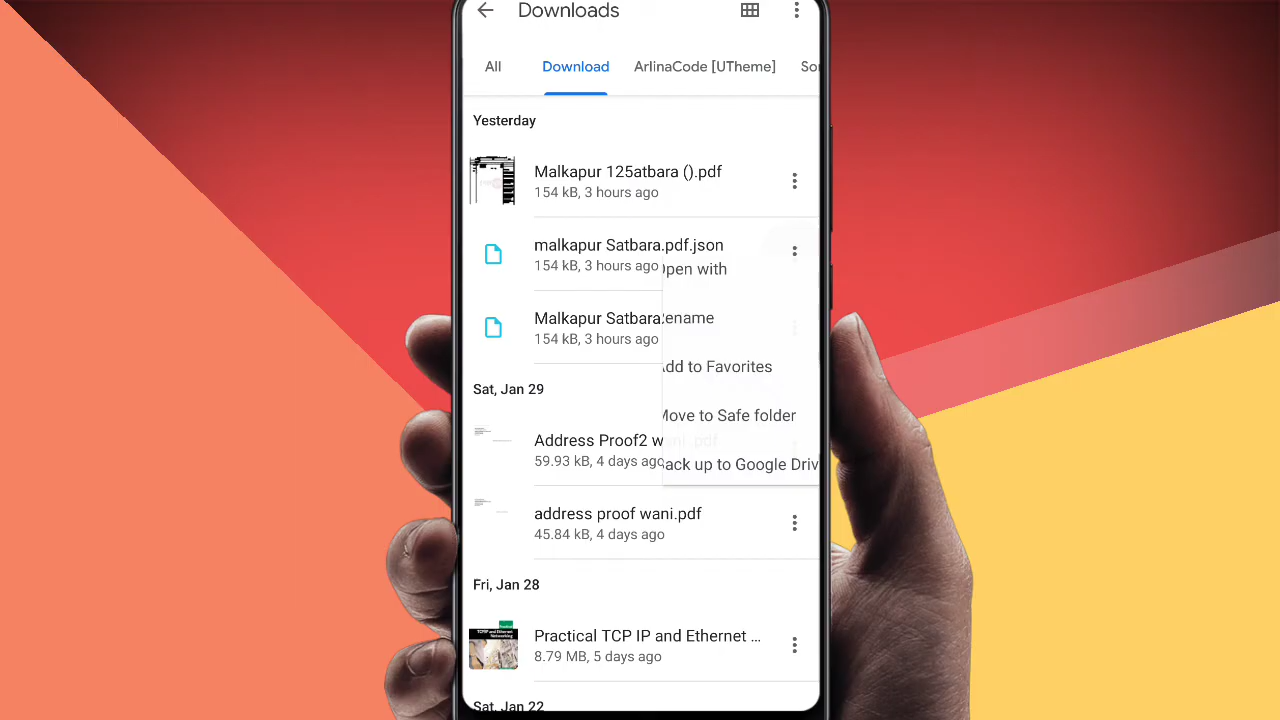 Downloads
All Download ArlinaCode [UTheme]
Yesterday
Malkapur 125atbara ().pdf
154 kB, 3 hours ago
malkapur Satbara.pdf.json
154 kB, 3 hours ago
Open with
Malkapur Satbara
Rename
154 kB, 3 hours ago
Add to Favorites
Sat, Jan 29
Move to Safe folder
Address Proof2 wani .pdf
59.93 kB, 4 days ago
Back up to Google Driv
address proof wani.pdf
45.84 kB, 4 days ago
Fri, Jan 28
Practical TCP IP and Ethernet ...
8.79 MB, 5 days ago
Sat, Jan 22